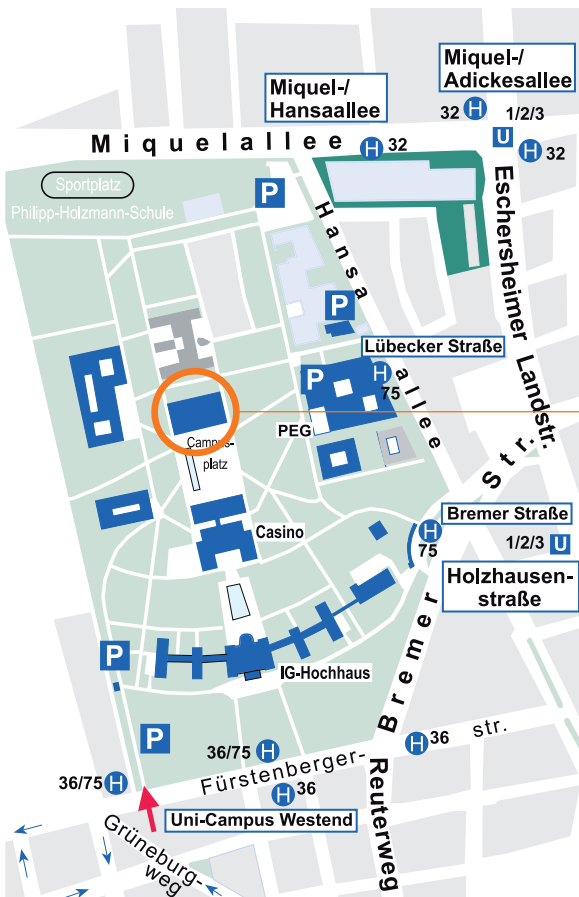 Miquel-/
Adickesallee
Miquel-/
Hansaallee
32 H
1/2/3
U
Miquelallee
H 32
H 32
Sportplatz
Philipp-Holzmann-Schule
P
Hansaallee
Eschersheimer Landstr.
P
Lübecker Straße
P
H
75
PEG
Campus-
platz
Casino
Bremer Str.
Bremer Straße
H
75
1/2/3 U
Holzhausen-
straße
P
IG-Hochhaus
P
36/75 H
H 36
Fürstenberger-
str.
36/75 H
H 36
Uni-Campus Westend
Reuterweg
Grüneburg-
weg